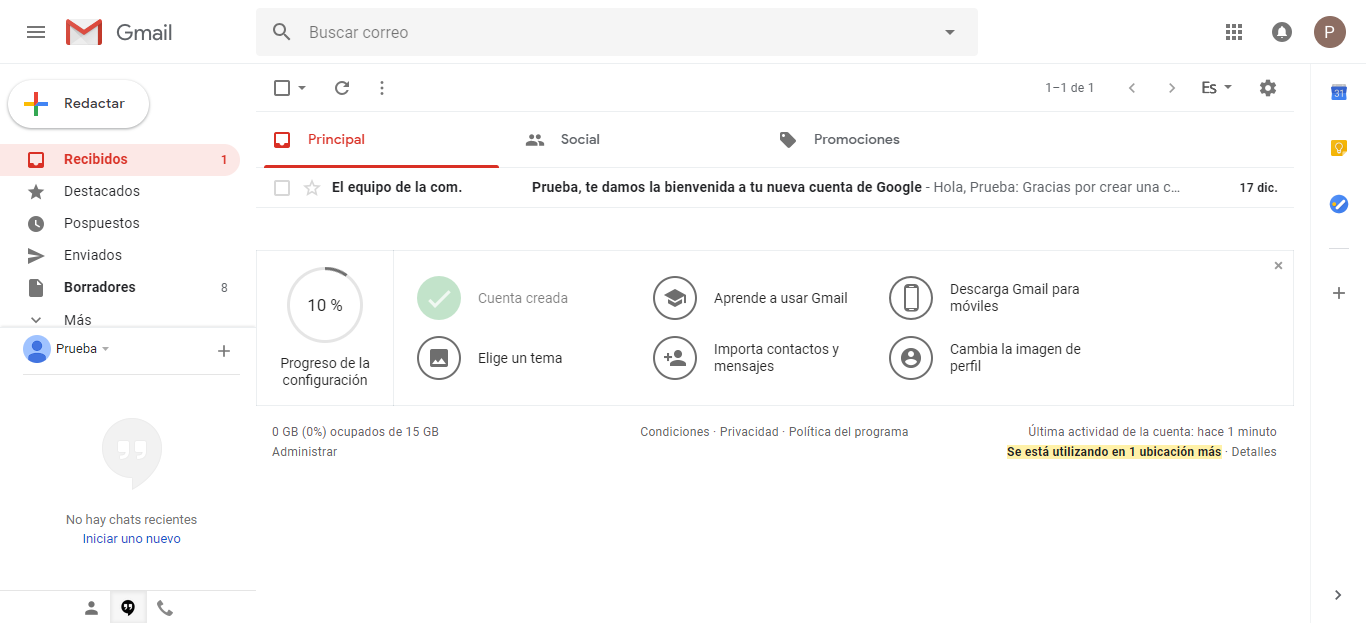 Gmail
Buscar correo
P
Redactar
1–1 de 1
Es
31
Recibidos 1
Destacados
Pospuestos
Enviados
Borradores 8
Más
Principal
Social
Promociones
El equipo de la com. Prueba, te damos la bienvenida a tu nueva cuenta de Google - Hola, Prueba: Gracias por crear una c… 17 dic.
Prueba
10 %
Progreso de la
configuración
Cuenta creada
Aprende a usar Gmail
Descarga Gmail para
móviles
Elige un tema
Importa contactos y
mensajes
Cambia la imagen de
perfil
0 GB (0%) ocupados de 15 GB
Administrar
Condiciones · Privacidad · Política del programa
Última actividad de la cuenta: hace 1 minuto
Se está utilizando en 1 ubicación más · Detalles
No hay chats recientes
Iniciar uno nuevo